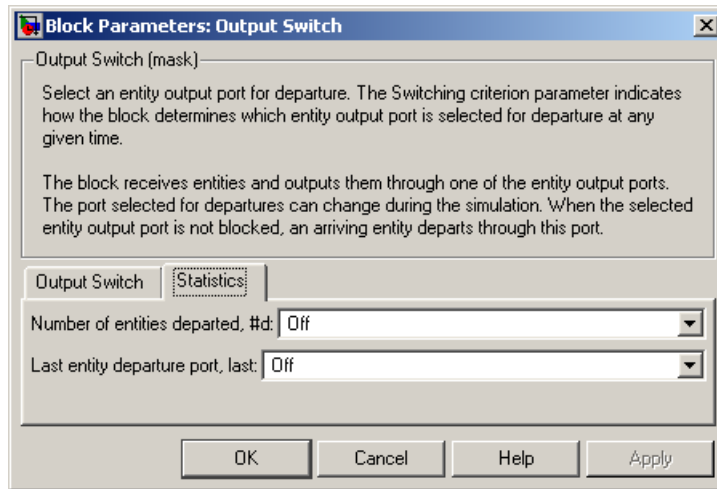 Block Parameters: Output Switch
Output Switch (mask)
Select an entity output port for departure. The Switching criterion parameter indicates
how the block determines which entity output port is selected for departure at any
given time.
The block receives entities and outputs them through one of the entity output ports.
The port selected for departures can change during the simulation. When the selected
entity output port is not blocked, an arriving entity departs through this port.
Output Switch Statistics
Number of entities departed, #d: Off
Last entity departure port, last: Off
OK Cancel Help Apply